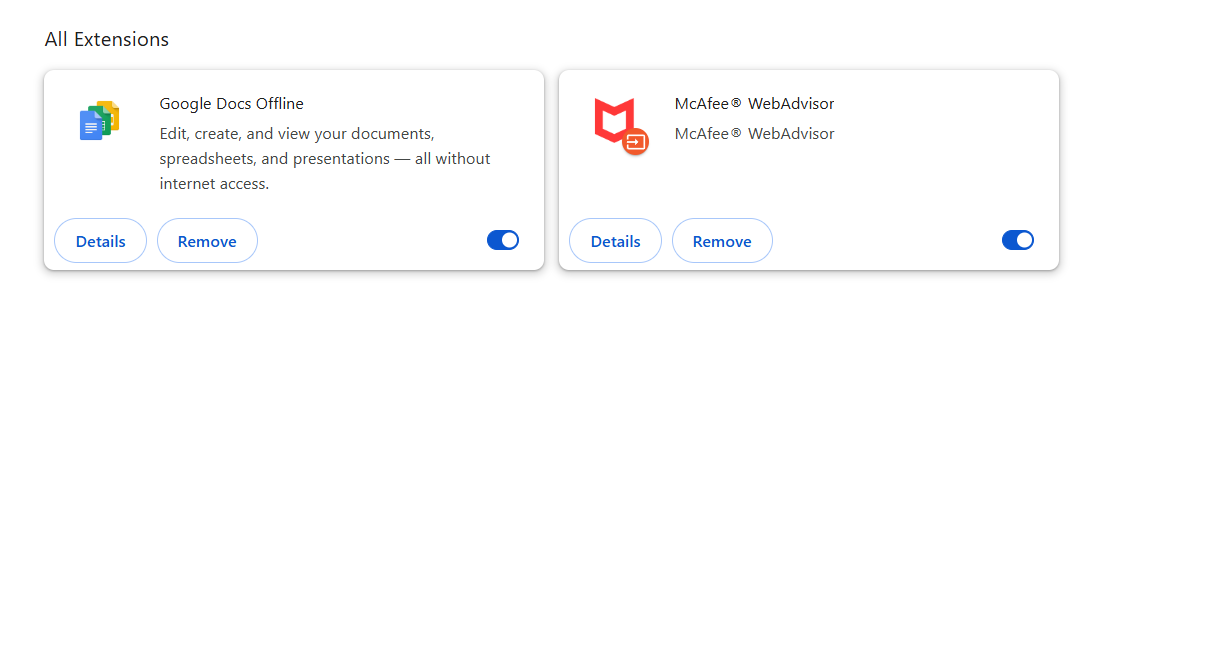 All Extensions
Google Docs Offline
Edit, create, and view your documents,
spreadsheets, and presentations — all without
internet access.
Details
Remove
McAfee® WebAdvisor
McAfee® WebAdvisor
Details
Remove